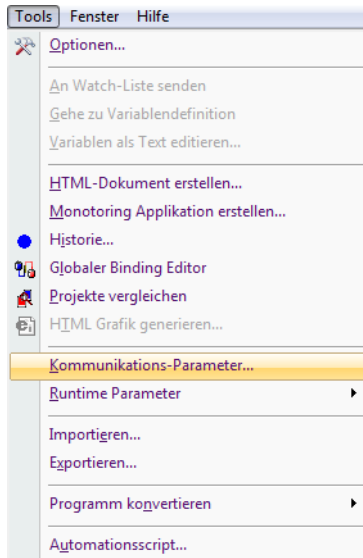 Tools Fenster Hilfe
Optionen...
An Watch-Liste senden
Gehe zu Variablendefinition
Variablen als Text editieren...
HTML-Dokument erstellen...
Monotoring Applikation erstellen...
Historie...
Globaler Binding Editor
Projekte vergleichen
HTML Grafik generieren...
Kommunikations-Parameter...
Runtime Parameter
Importieren...
Exportieren...
Programm konvertieren
Automationsscript...